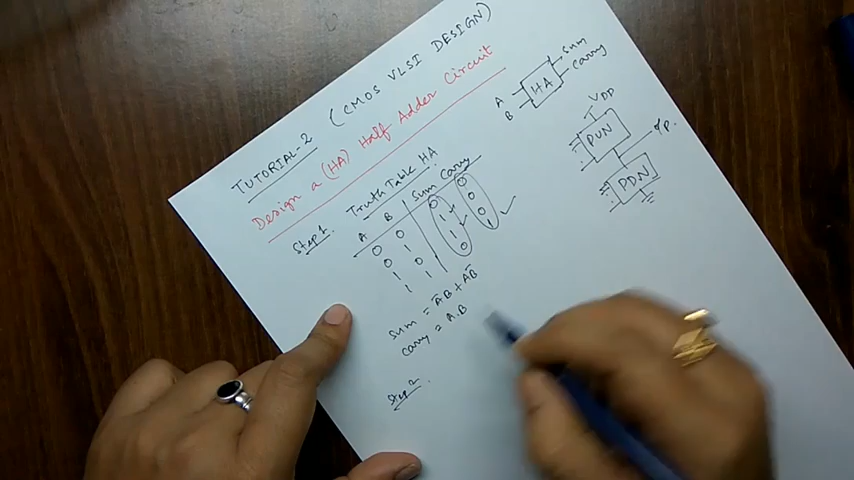 TUTORIAL-2 (CMOS VLSI DESIGN)
Design a (HA) Half Adder Circuit
A
B
HA
sum
carry
VDD
PUN
o/p.
PDN
Step 1. Truth Table HA
A B Sum Carry
0 0 0 0
0 1 1 0
1 0 1 0
1 1 0 1
Sum = A̅B + AB̅
carry = A.B
Step 2.